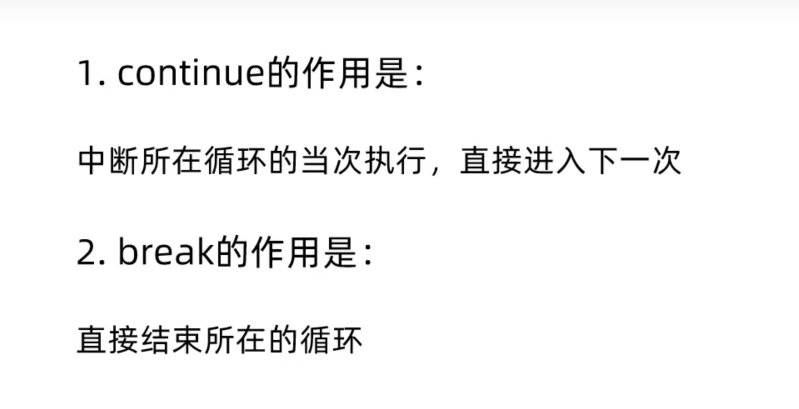 1. continue的作用是：
中断所在循环的当次执行，直接进入下一次
2. break的作用是：
直接结束所在的循环